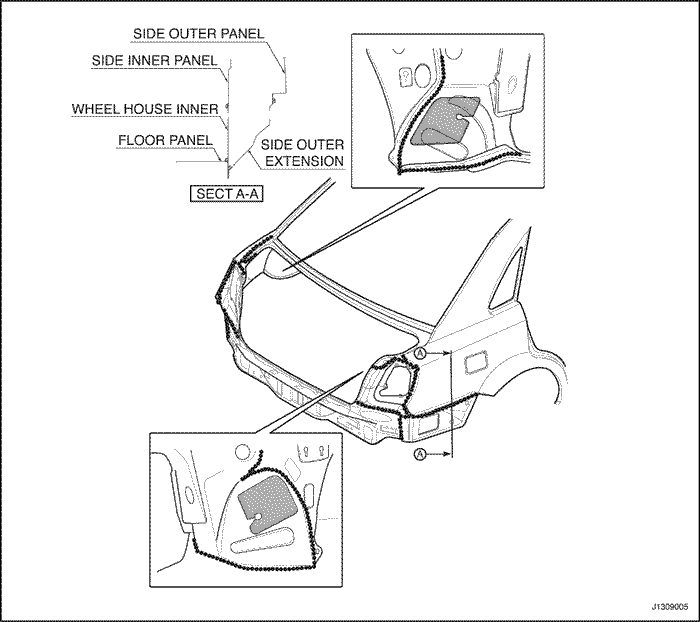 SIDE OUTER PANEL
SIDE INNER PANEL
WHEEL HOUSE INNER
FLOOR PANEL
SIDE OUTER
EXTENSION
SECT A-A
A
A
J1309005